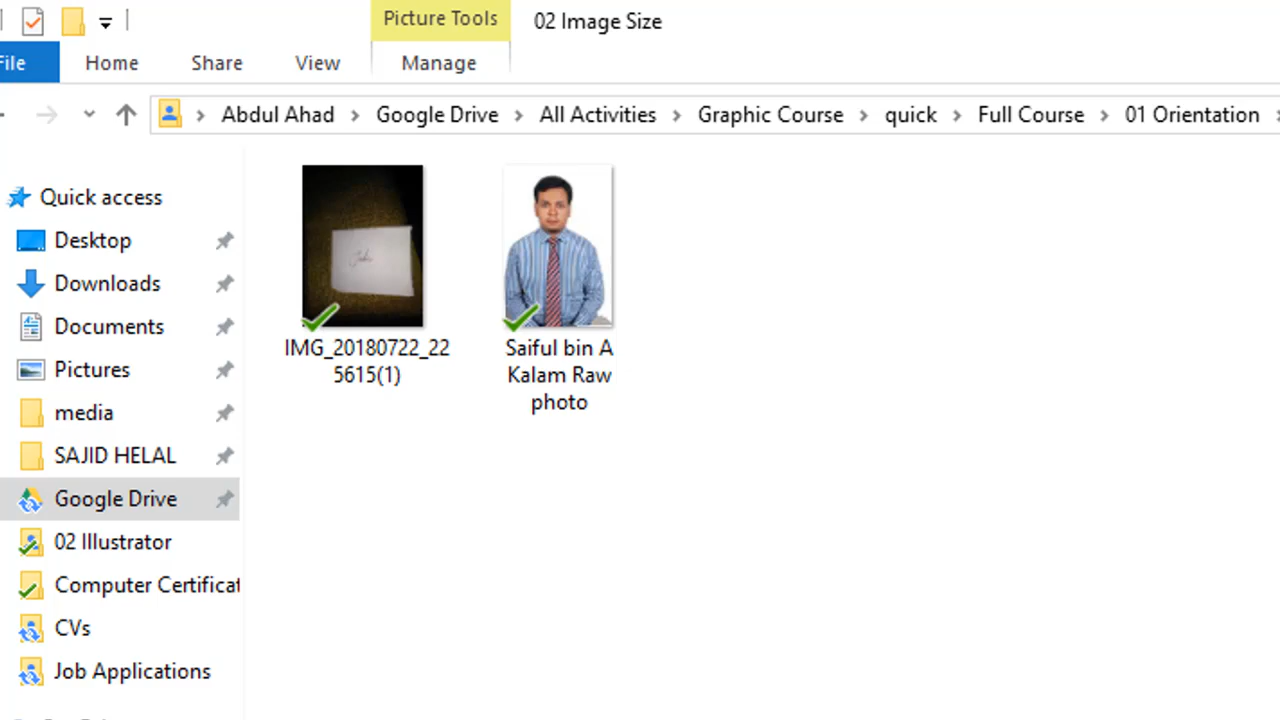 Picture Tools
02 Image Size
File
Home
Share
View
Manage
Abdul Ahad
Google Drive
All Activities
Graphic Course
quick
Full Course
01 Orientation
Quick access
Desktop
Downloads
Documents
Pictures
media
SAJID HELAL
Google Drive
02 Illustrator
Computer Certificat
CVs
Job Applications
IMG_20180722_22
5615(1)
Saiful bin A
Kalam Raw
photo